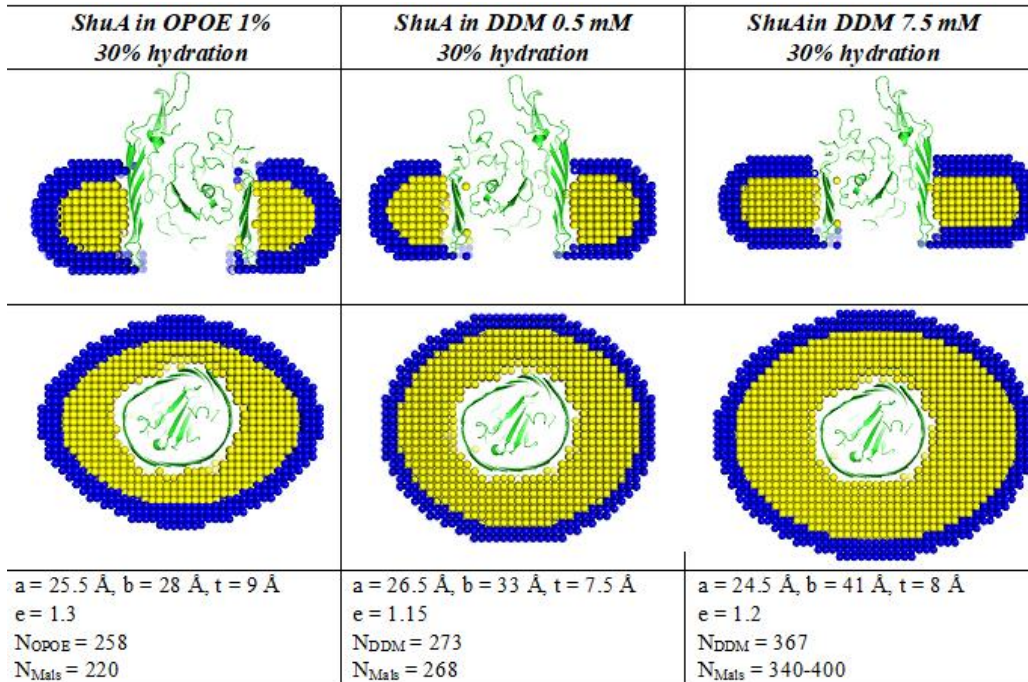 ShuA in OPOE 1%
30% hydration
ShuA in DDM 0.5 mM
30% hydration
ShuAin DDM 7.5 mM
30% hydration
a = 25.5 Å, b = 28 Å, t = 9 Å
e = 1.3
NOPOE = 258
NMals = 220
a = 26.5 Å, b = 33 Å, t = 7.5 Å
e = 1.15
NDDM = 273
NMals = 268
a = 24.5 Å, b = 41 Å, t = 8 Å
e = 1.2
NDDM = 367
NMals = 340-400